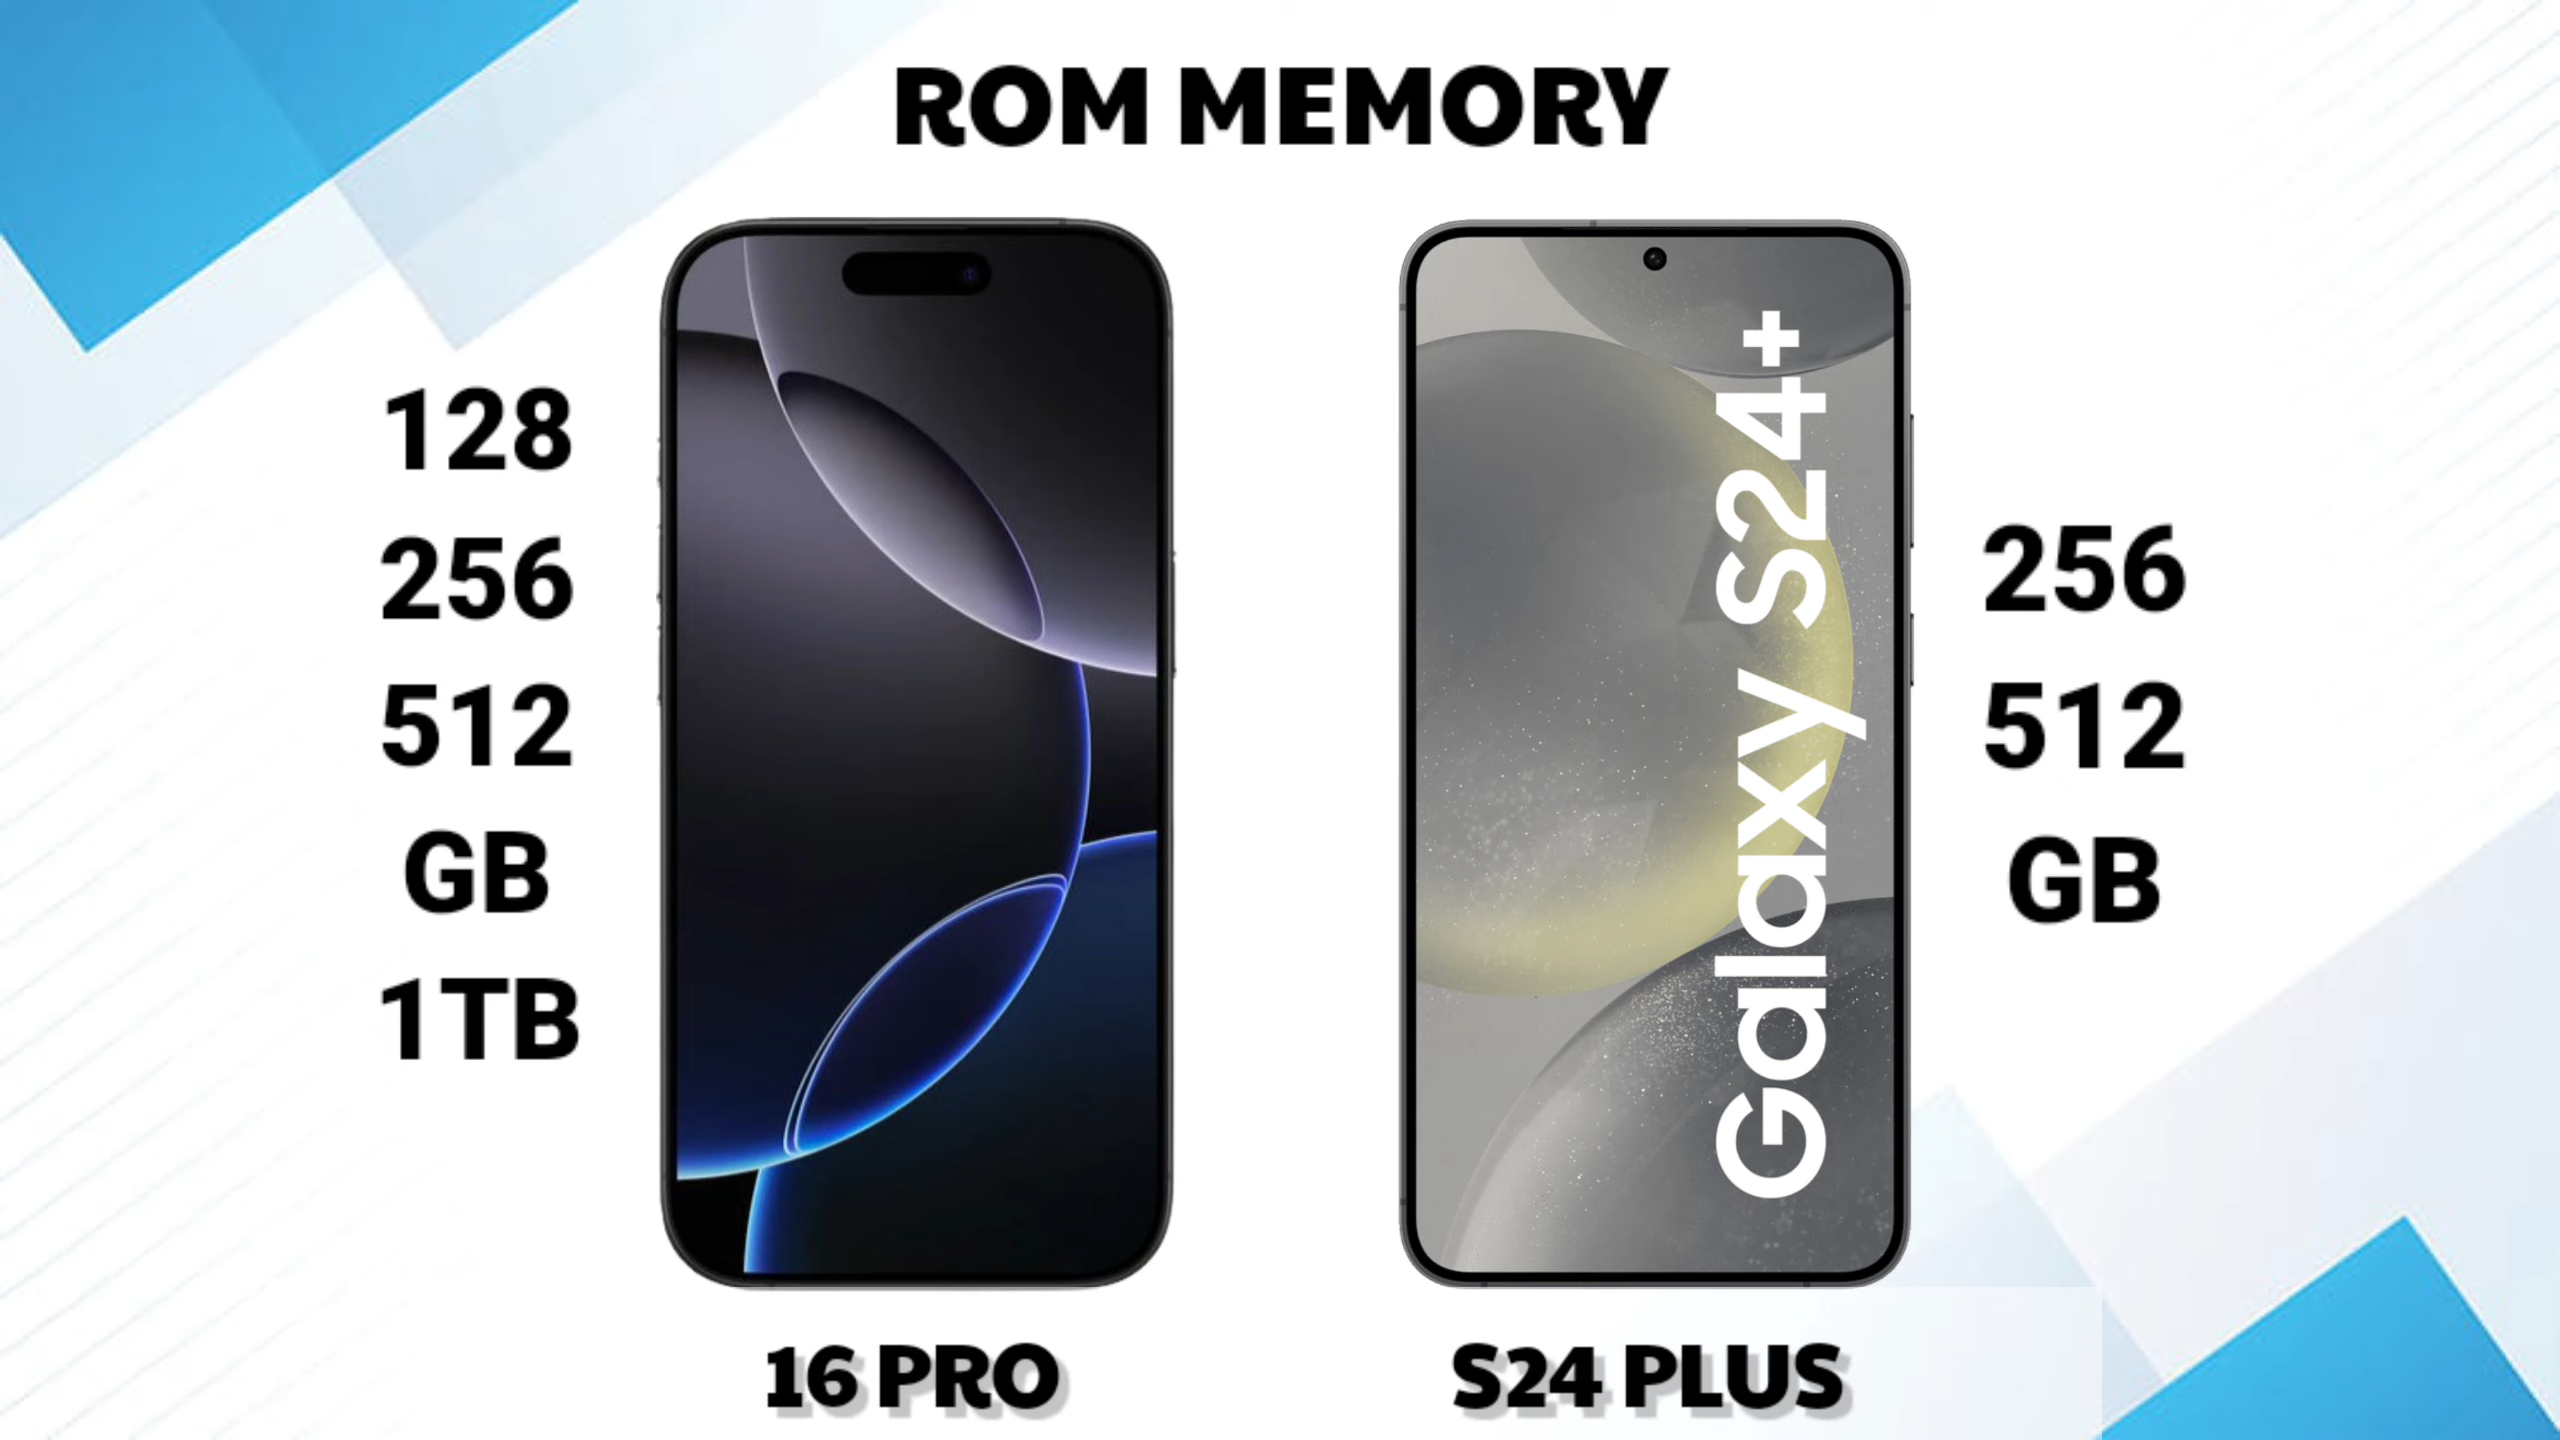 ROM MEMORY
128
256
512
GB
1TB
Galaxy S24+
256
512
GB
16 PRO
S24 PLUS